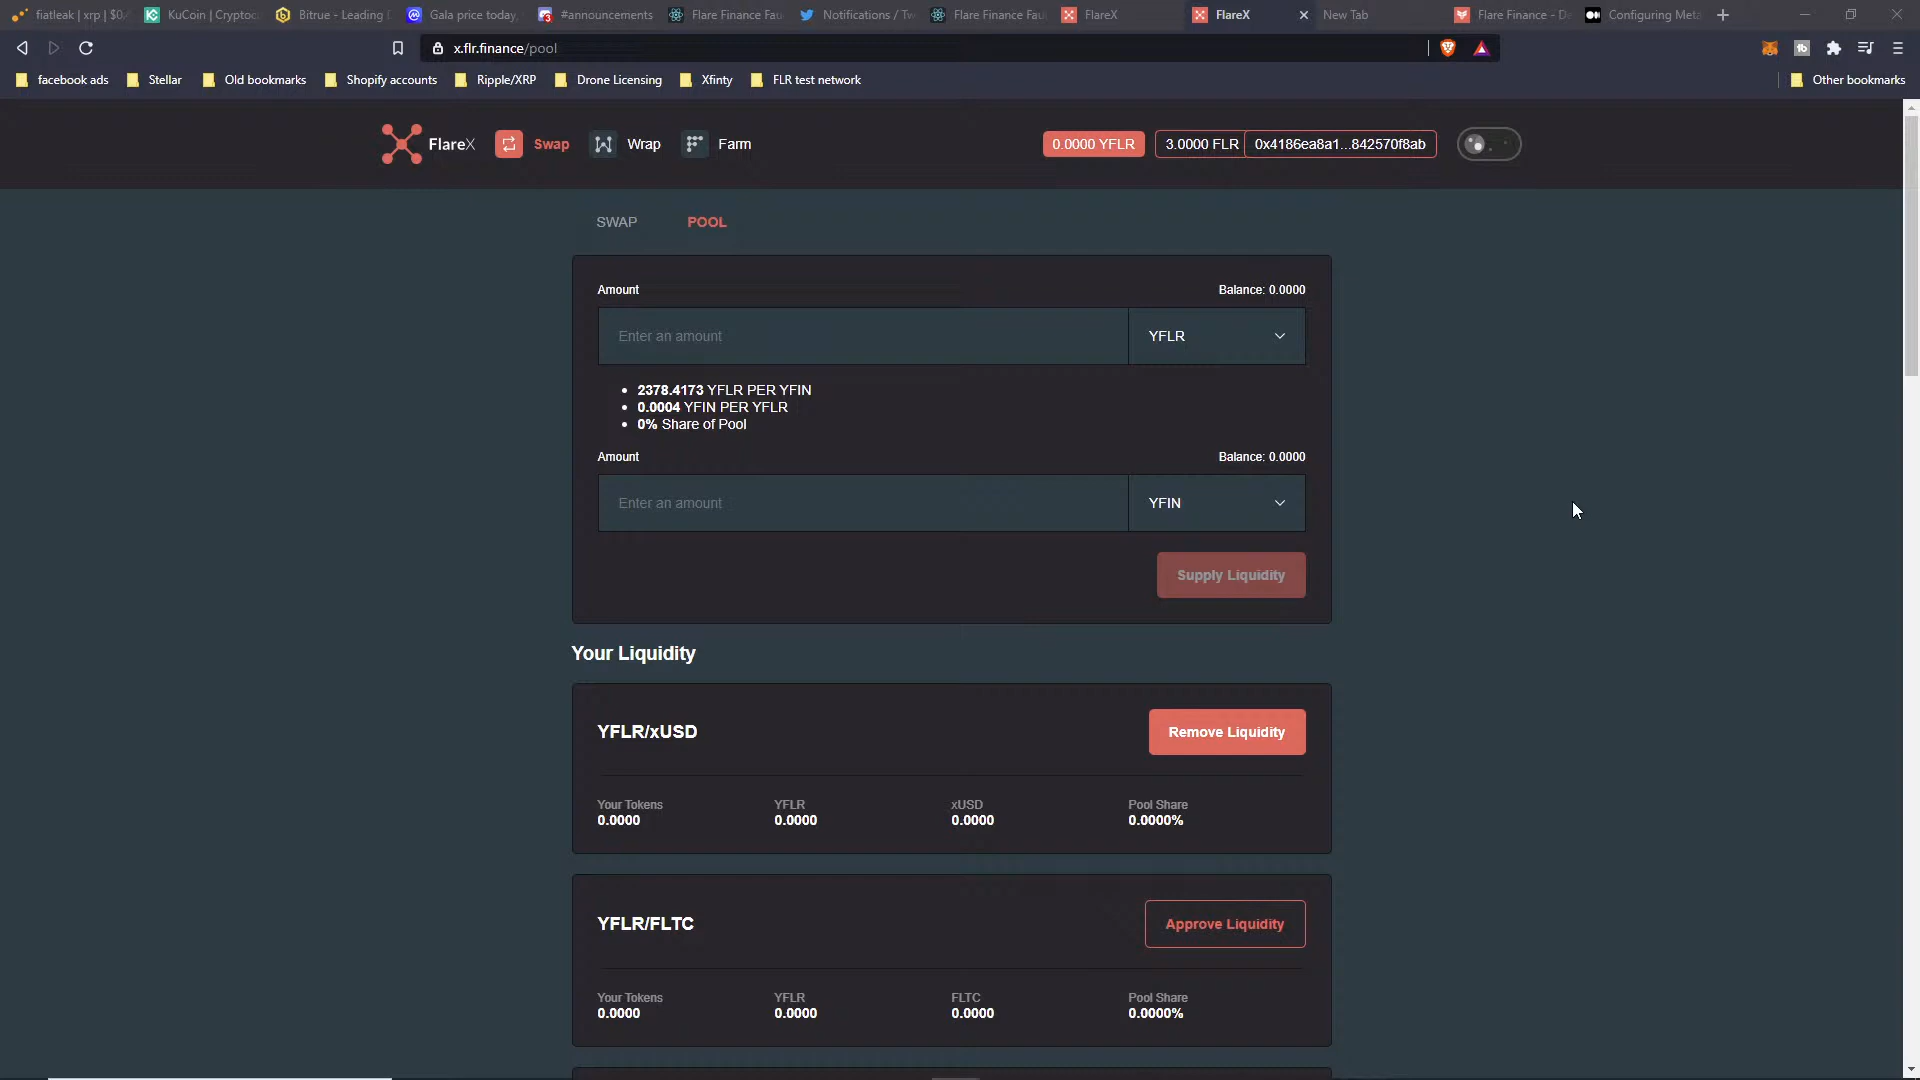 fiatleak | xrp | $0
KuCoin | Cryptoc
Bitrue - Leading
Gala price today,
#announcements
Flare Finance Fau
Notifications / Tw
Flare Finance Fau
FlareX
FlareX
New Tab
Flare Finance - De
Configuring Meta
x.flr.finance/pool
facebook ads
Stellar
Old bookmarks
Shopify accounts
Ripple/XRP
Drone Licensing
Xfinity
FLR test network
Other bookmarks
FlareX
Swap
Wrap
Farm
0.0000 YFLR
3.0000 FLR
0x4186ea8a1...842570f8ab
SWAP
POOL
Amount
Balance: 0.0000
Enter an amount
YFLR
• 2378.4173 YFLR PER YFIN
• 0.0004 YFIN PER YFLR
• 0% Share of Pool
Amount
Balance: 0.0000
Enter an amount
YFIN
Supply Liquidity
Your Liquidity
YFLR/xUSD
Remove Liquidity
Your Tokens
YFLR
xUSD
Pool Share
0.0000
0.0000
0.0000
0.0000%
YFLR/FLTC
Approve Liquidity
Your Tokens
YFLR
FLTC
Pool Share
0.0000
0.0000
0.0000
0.0000%